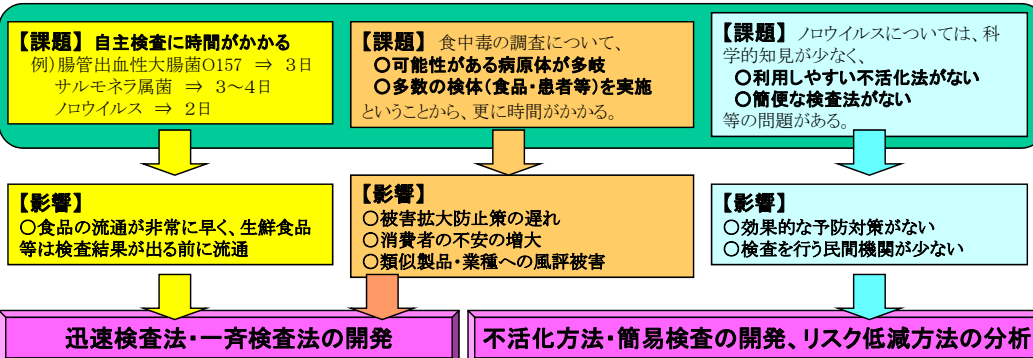 【課題】 自主検査に時間がかかる
例)腸管出血性大腸菌O157 ⇒ 3日
サルモネラ属菌 ⇒ 3~4日
ノロウイルス ⇒ 2日
【課題】 食中毒の調査について、
○可能性がある病原体が多岐
○多数の検体(食品・患者等)を実施
ということから、更に時間がかかる。
【課題】 ノロウイルスについては、科
学的知見が少なく、
○利用しやすい不活化法がない
○簡便な検査法がない
等の問題がある。
【影響】
○食品の流通が非常に早く、生鮮食品
等は検査結果が出る前に流通
【影響】
○被害拡大防止策の遅れ
○消費者の不安の増大
○類似製品・業種への風評被害
【影響】
○効果的な予防対策がない
○検査を行う民間機関が少ない
迅速検査法・一斉検査法の開発
不活化方法・簡易検査の開発、リスク低減方法の分析